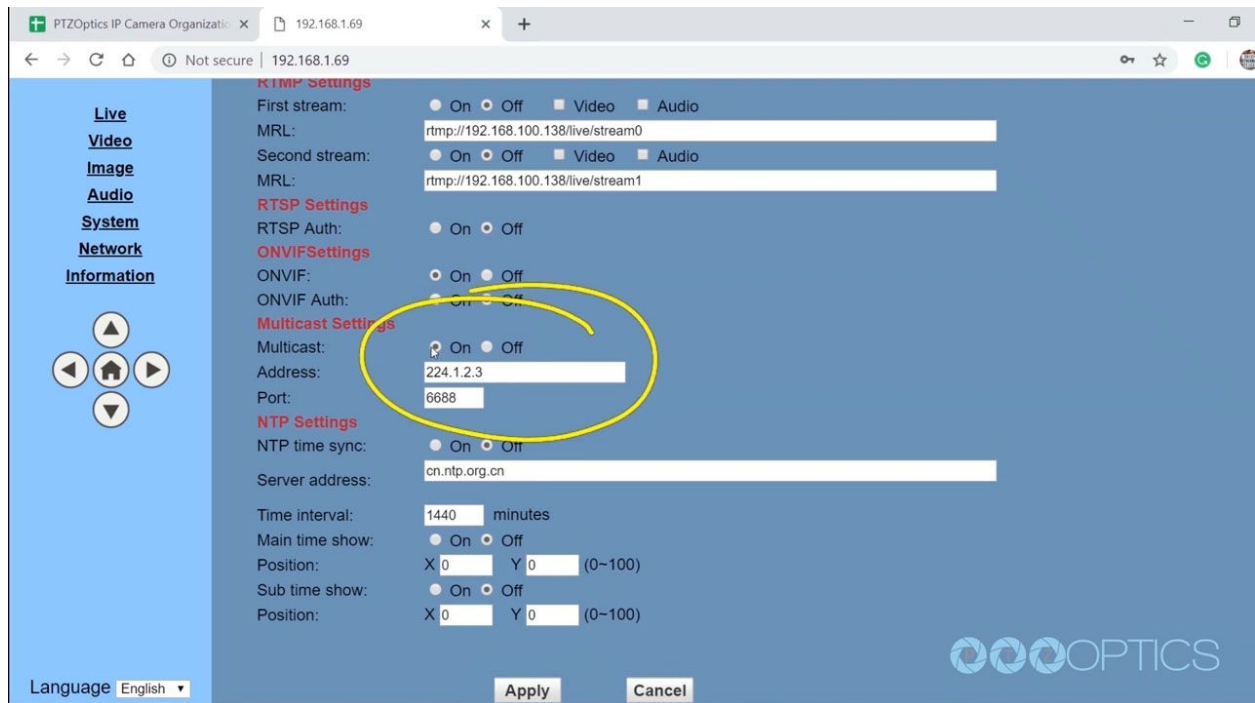 PTZOptics IP Camera Organizatio
192.168.1.69
Not secure | 192.168.1.69
Live
Video
Image
Audio
System
Network
Information
Language English
RTMP Settings
First stream: On Off Video Audio
MRL: rtmp://192.168.100.138/live/stream0
Second stream: On Off Video Audio
MRL: rtmp://192.168.100.138/live/stream1
RTSP Settings
RTSP Auth: On Off
ONVIFSettings
ONVIF: On Off
ONVIF Auth: On Off
Multicast Settings
Multicast: On Off
Address: 224.1.2.3
Port: 6688
NTP Settings
NTP time sync: On Off
Server address: cn.ntp.org.cn
Time interval: 1440 minutes
Main time show: On Off
Position: X 0 Y 0 (0~100)
Sub time show: On Off
Position: X 0 Y 0 (0~100)
Apply Cancel
OPTICS